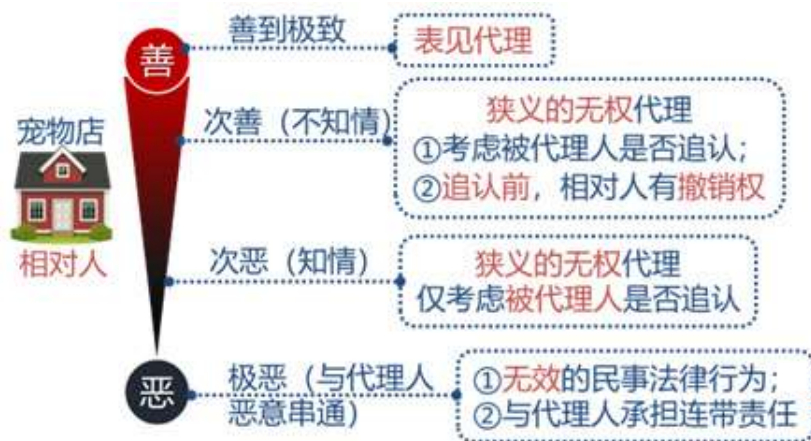 善到极致
表见代理
善
宠物店
相对人
次善（不知情）
狭义的无权代理
①考虑被代理人是否追认；
②追认前，相对人有撤销权
次恶（知情）
狭义的无权代理
仅考虑被代理人是否追认
恶
极恶（与代理人
恶意串通）
①无效的民事法律行为；
②与代理人承担连带责任